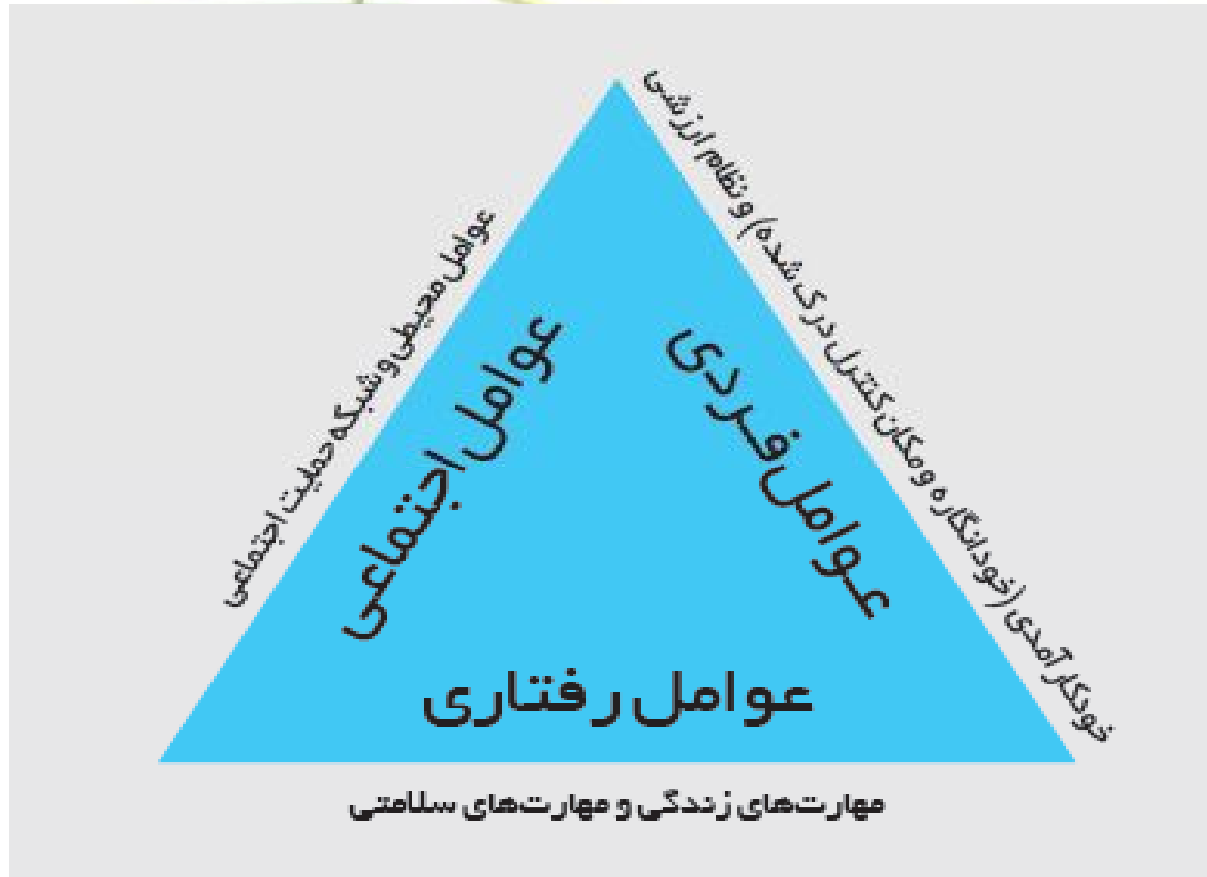 خودکارآمدی (خودانگاره و مکان کنترل درک شده) و نظام ارزشی
عوامل فردی
عوامل محیطی و شبکه حمایت اجتماعی
عوامل اجتماعی
عوامل رفتاری
مهارت‌های زندگی و مهارت‌های سلامتی